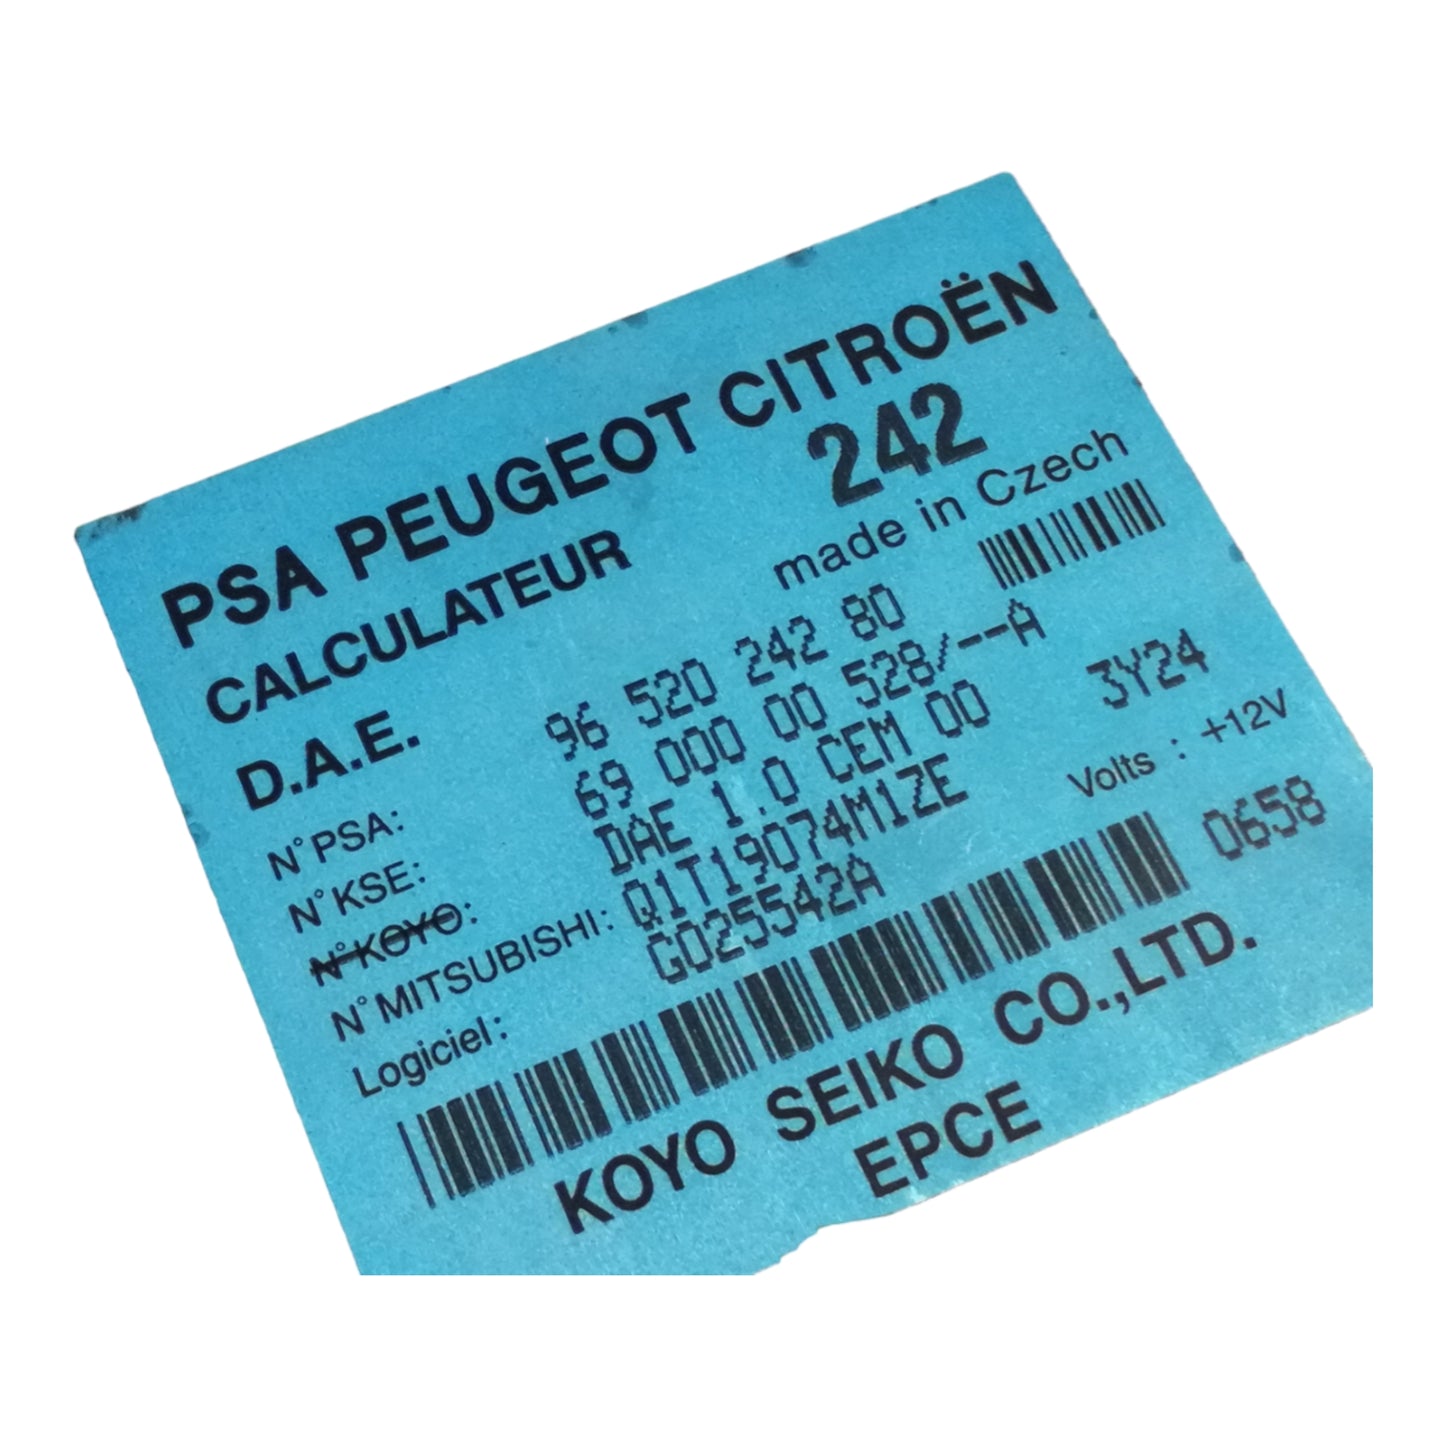 PSA PEUGEOT CITROËN
CALCULATEUR 242
D.A.E. made in Czech
N° PSA: 96 520 242 80
N° KSE: 69 000 00 528/--A
N° KOYO: DAE 1.0 CEM 00 3Y24
N° MITSUBISHI: Q1T19074M1ZE Volts : +12V
Logiciel: G025542A
0658
KOYO SEIKO CO.,LTD.
EPCE